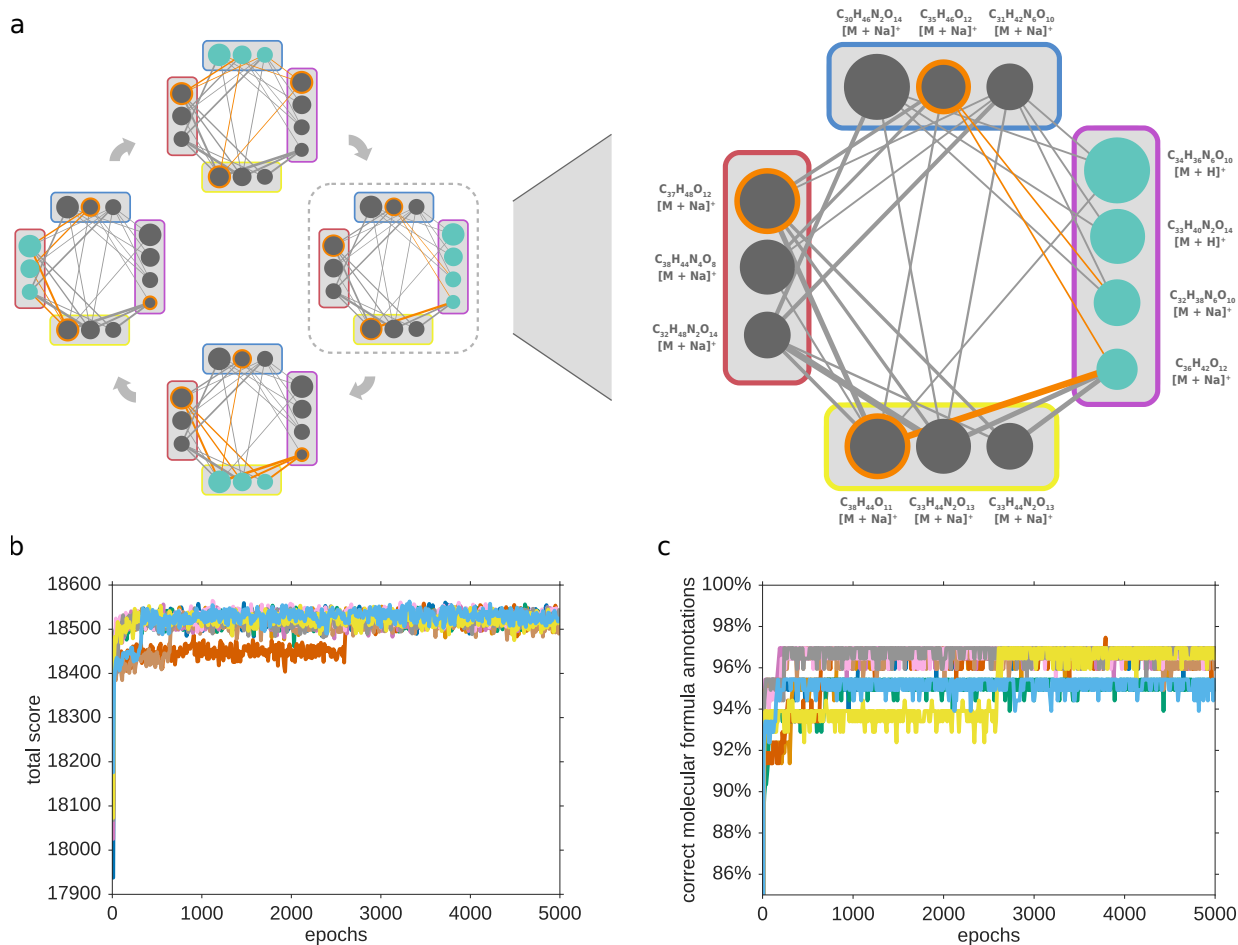 a
C₃₀H₄₆N₂O₁₄ C₃₅H₄₆O₁₂ C₃₁H₄₂N₆O₁₀
[M + Na]⁺ [M + Na]⁺ [M + Na]⁺
C₃₄H₃₆N₆O₁₀
[M + H]⁺
C₃₇H₄₈O₁₂
[M + Na]⁺
C₃₃H₄₀N₂O₁₄
[M + H]⁺
C₃₈H₄₄N₄O₈
[M + Na]⁺
C₃₂H₃₈N₆O₁₀
[M + Na]⁺
C₃₂H₄₈N₂O₁₄
[M + Na]⁺
C₃₆H₄₂O₁₂
[M + Na]⁺
C₃₈H₄₄O₁₁ C₃₃H₄₄N₂O₁₃ C₃₃H₄₄N₂O₁₃
[M + Na]⁺ [M + Na]⁺ [M + Na]⁺
b
total score
18600
18500
18400
18300
18200
18100
18000
17900
0 1000 2000 3000 4000 5000
epochs
c
correct molecular formula annotations
100%
98%
96%
94%
92%
90%
88%
86%
0 1000 2000 3000 4000 5000
epochs